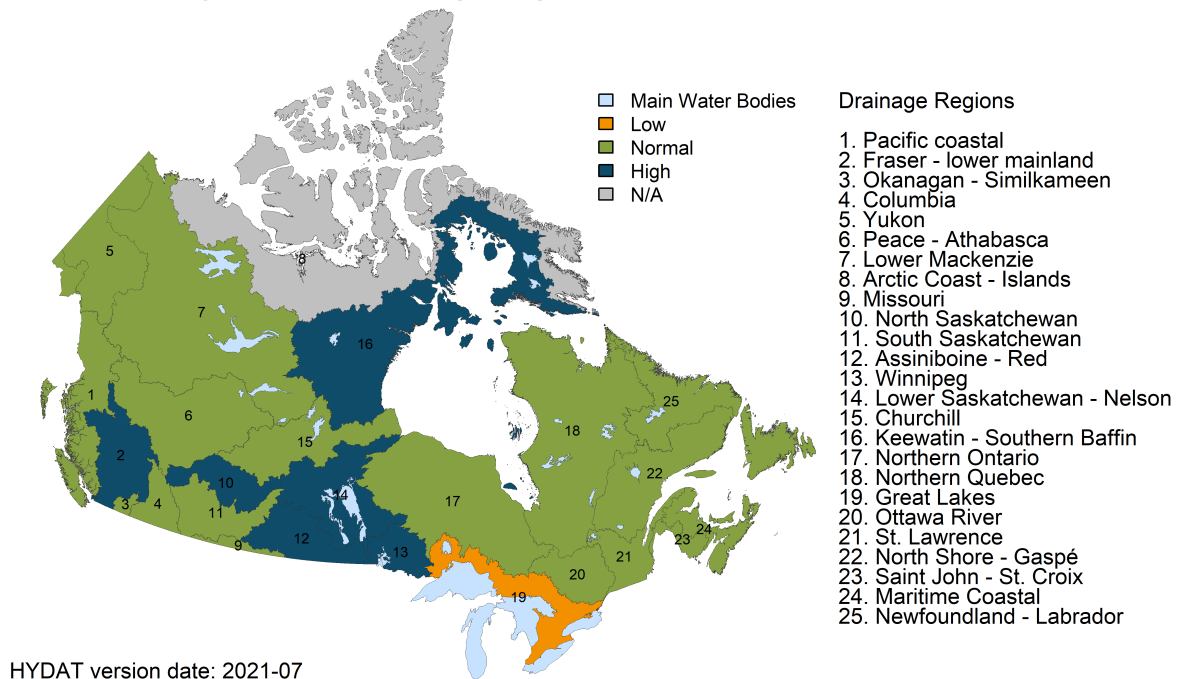 Main Water Bodies
Low
Normal
High
N/A
Drainage Regions
1. Pacific coastal
2. Fraser - lower mainland
3. Okanagan - Similkameen
4. Columbia
5. Yukon
6. Peace - Athabasca
7. Lower Mackenzie
8. Arctic Coast - Islands
9. Missouri
10. North Saskatchewan
11. South Saskatchewan
12. Assiniboine - Red
13. Winnipeg
14. Lower Saskatchewan - Nelson
15. Churchill
16. Keewatin - Southern Baffin
17. Northern Ontario
18. Northern Quebec
19. Great Lakes
20. Ottawa River
21. St. Lawrence
22. North Shore - Gaspé
23. Saint John - St. Croix
24. Maritime Coastal
25. Newfoundland - Labrador
5
8
7
16
1
6
25
15
18
2
22
10
14
17
3
4
11
24
9
12
13
23
21
20
19
HYDAT version date: 2021-07